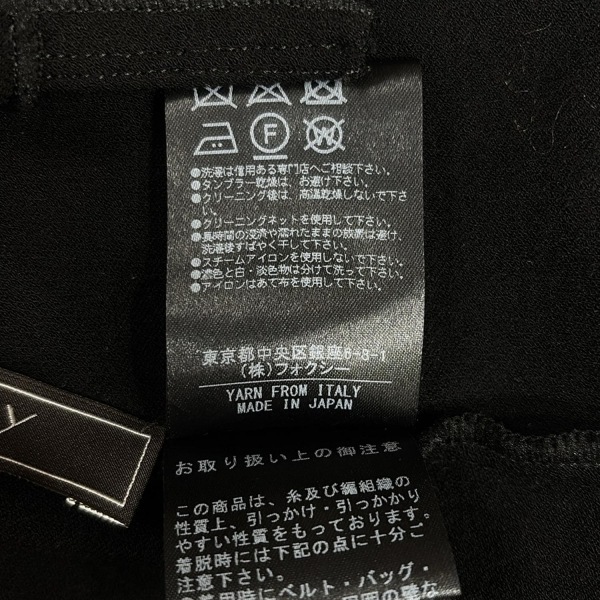 F W
●洗濯は信用ある専門店へご相談下さい。
●タンブラー乾燥は、お避け下さい。
●クリーニング後は、高温乾燥しないで下さ
い。
●クリーニングネットを使用して下さい。
●長時間の浸漬や濡れたままの放置は避け、
洗濯後すばやく干して下さい。
●スチームアイロンを使用しないで下さい。
●濃色と白・淡色物は分けて洗って下さい。
●アイロンはあて布を使用して下さい。
東京都中央区銀座6-8-1
(株)フォクシー
YARN FROM ITALY
MADE IN JAPAN
お取り扱い上の御注意
この商品は、糸及び編組織の
性質上、引っかけ・引っかかり
やすい性質をもっております。
着脱時には下記の点に十分ご
注意下さい。
●着用時にベルト・バッグ・
y